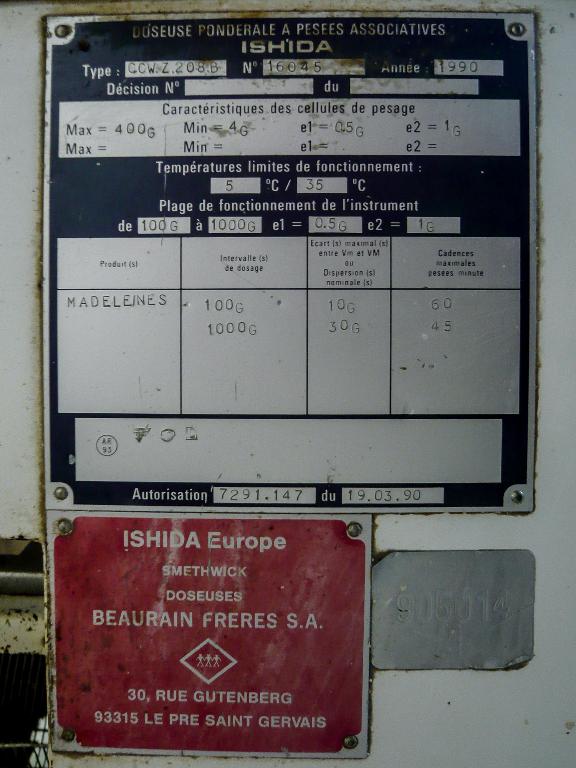 DOSEUSE PONDERALE A PESEES ASSOCIATIVES
ISHIDA
Type : CCW.Z.208.B N° 16045 Année : 1990
Décision N° du
Caractéristiques des cellules de pesage
Max = 400G Min = 4G e1 = 0.5G e2 = 1G
Max = Min = e1 = e2 =
Températures limites de fonctionnement :
5 °C / 35 °C
Plage de fonctionnement de l'instrument
de 100G à 1000G e1 = 0.5G e2 = 1G
Produit (s)
Intervalle (s)
de dosage
Ecart (s) maximal (s)
entre Vm et VM
ou
Dispersion (s)
nominale (s)
Cadences
maximales
pesées minute
MADELEINES 100G 10G 60
1000G 30G 45
AR
93
Autorisation 7291.147 du 19.03.90
ISHIDA Europe
SMETHWICK
DOSEUSES
BEAURAIN FRERES S.A.
30, RUE GUTENBERG
93315 LE PRE SAINT GERVAIS